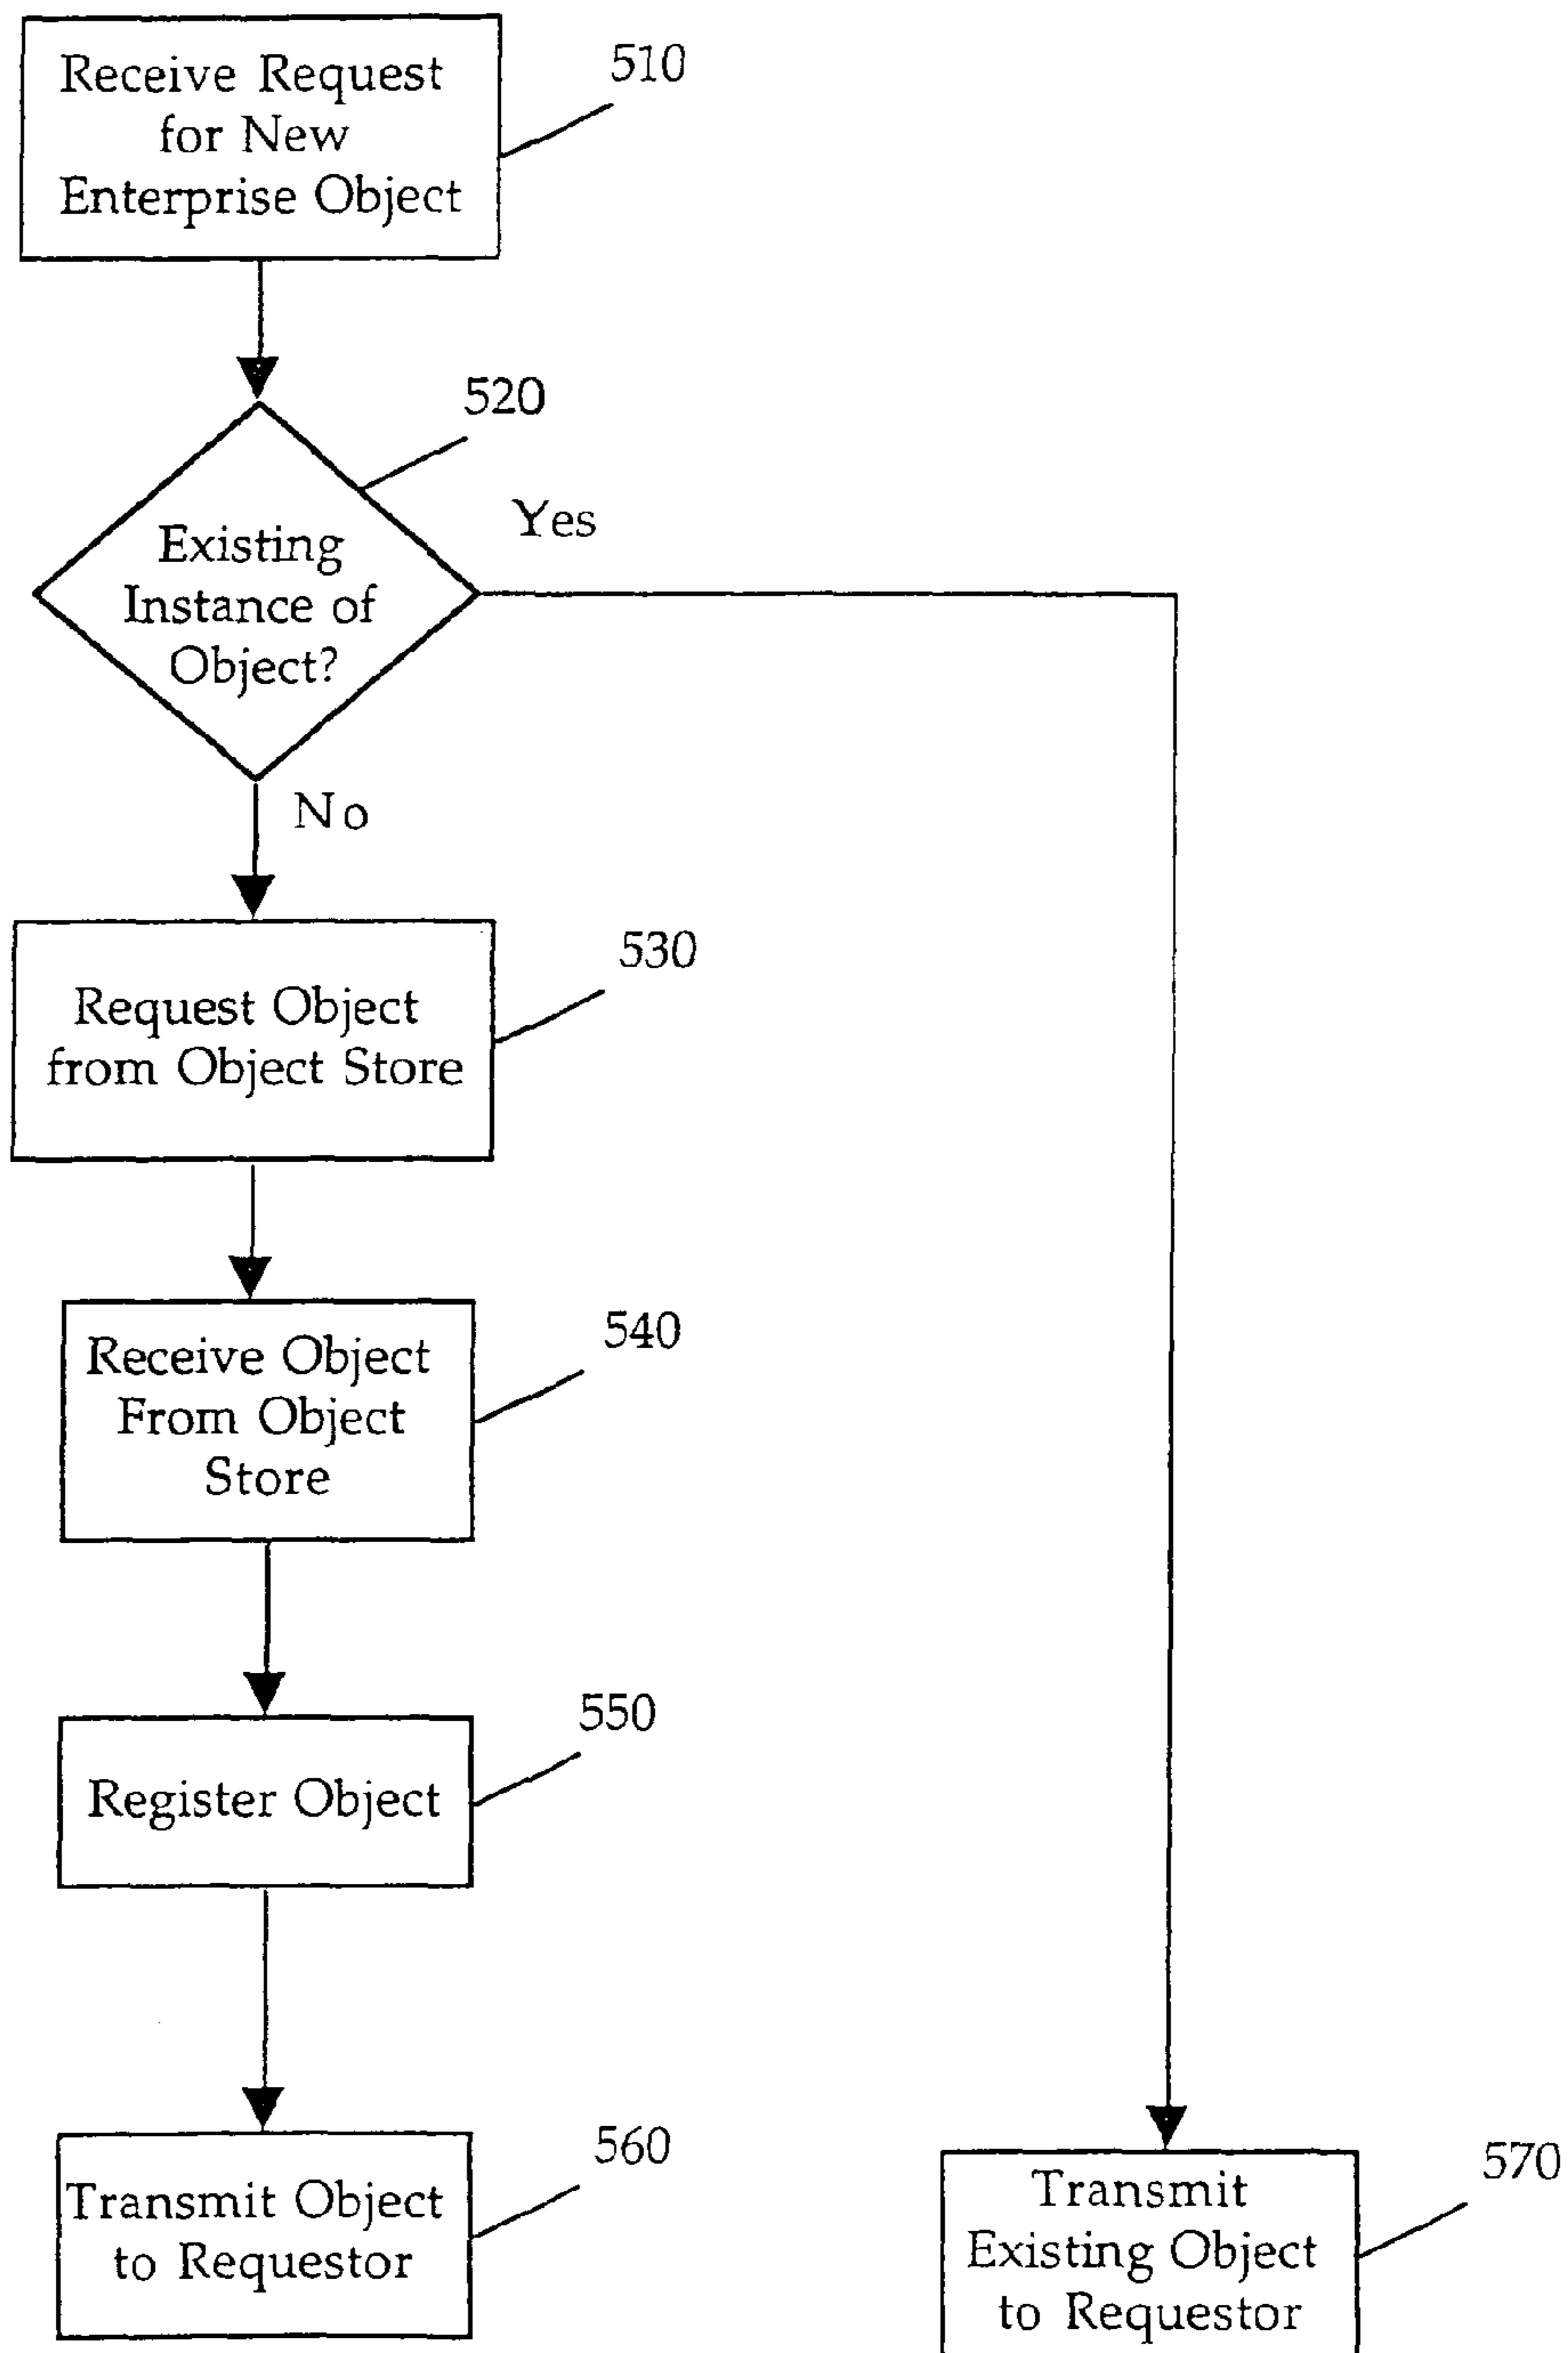 Receive Request
for New
Enterprise Object
510
520
Existing
Instance of
Object?
Yes
No
Request Object
from Object Store
530
Receive Object
From Object
Store
540
Register Object
550
Transmit Object
to Requestor
560
Transmit
Existing Object
to Requestor
570